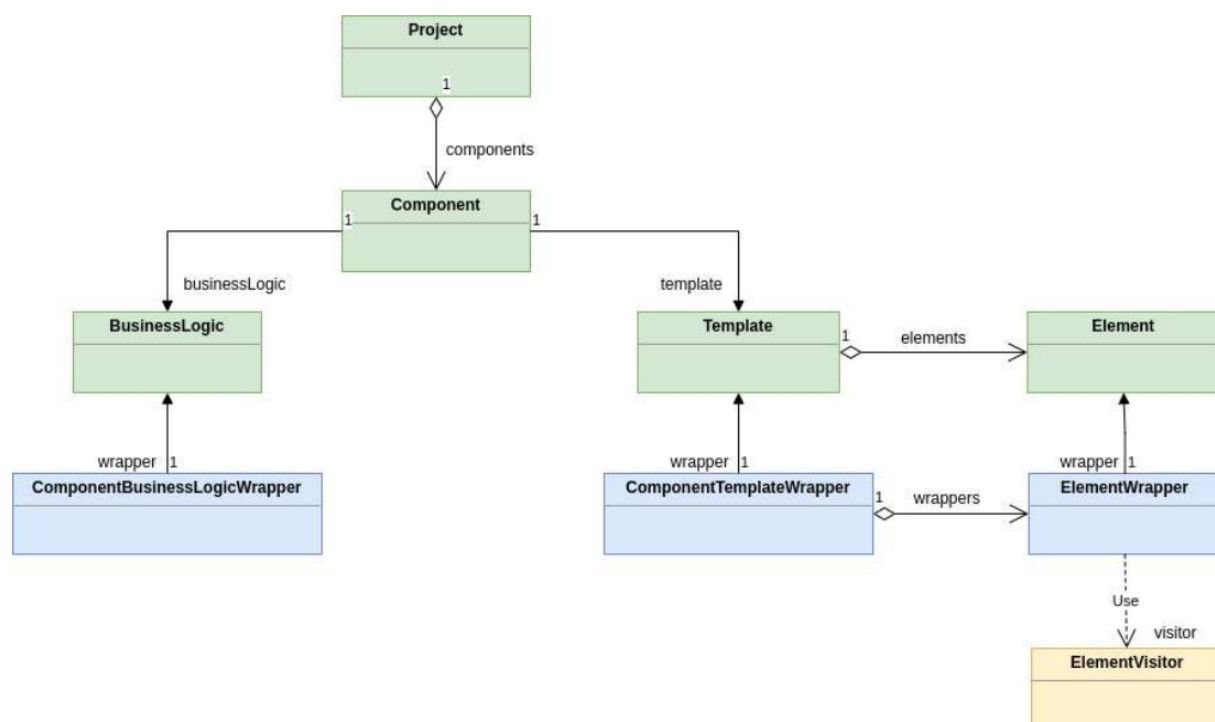 Project
1
components
Component
1
1
businessLogic
template
BusinessLogic
Template
Element
1
elements
wrapper 1
wrapper 1
wrapper 1
ComponentBusinessLogicWrapper
ComponentTemplateWrapper
ElementWrapper
1
wrappers
Use
visitor
ElementVisitor